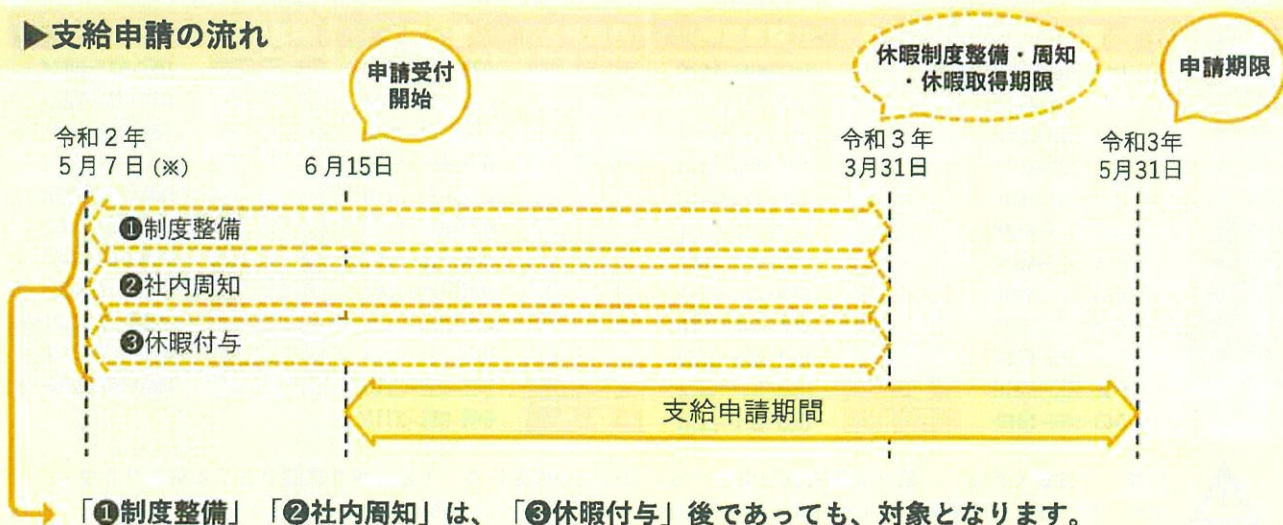 ▶支給申請の流れ
申請受付
開始
休暇制度整備・周知
・休暇取得期限
申請期限
令和2年
5月7日(※)
6月15日
令和3年
3月31日
令和3年
5月31日
❶制度整備
❷社内周知
❸休暇付与
支給申請期間
「❶制度整備」「❷社内周知」は、「❸休暇付与」後であっても、対象となります。